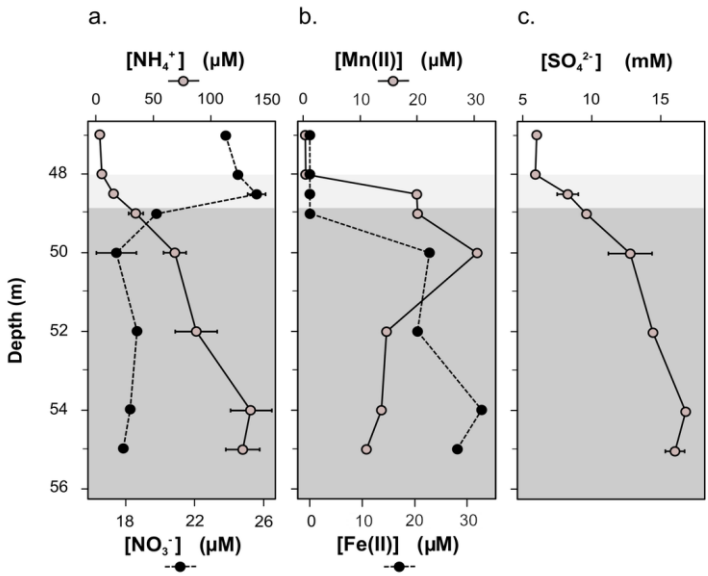 a. b. c.
[NH₄⁺] (µM) [Mn(II)] (µM) [SO₄²⁻] (mM)
0 50 100 150 0 10 20 30 5 10 15
48
50
52
54
56
Depth (m)
18 22 26 0 10 20 30
[NO₃⁻] (µM) [Fe(II)] (µM)